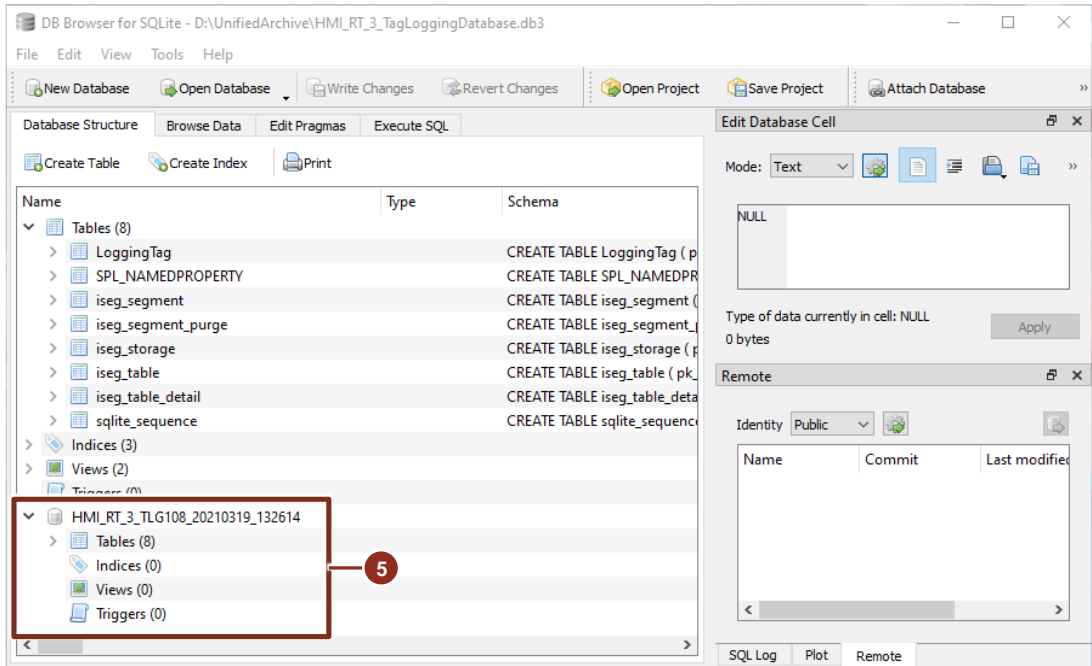 DB Browser for SQLite - D:\UnifiedArchive\HMI_RT_3_TagLoggingDatabase.db3
File Edit View Tools Help
New Database Open Database Write Changes Revert Changes Open Project Save Project Attach Database »
Database Structure Browse Data Edit Pragmas Execute SQL
Create Table Create Index Print
Name Type Schema
Tables (8)
LoggingTag CREATE TABLE LoggingTag ( p
SPL_NAMEDPROPERTY CREATE TABLE SPL_NAMEDPR
iseg_segment CREATE TABLE iseg_segment (
iseg_segment_purge CREATE TABLE iseg_segment_p
iseg_storage CREATE TABLE iseg_storage ( p
iseg_table CREATE TABLE iseg_table ( pk_
iseg_table_detail CREATE TABLE iseg_table_deta
sqlite_sequence CREATE TABLE sqlite_sequence
Indices (3)
Views (2)
Triggers (0)
HMI_RT_3_TLG108_20210319_132614
Tables (8)
Indices (0)
Views (0)
Triggers (0)
5
Edit Database Cell
Mode: Text »
NULL
Type of data currently in cell: NULL
0 bytes
Apply
Remote
Identity Public
Name Commit Last modified
SQL Log Plot Remote